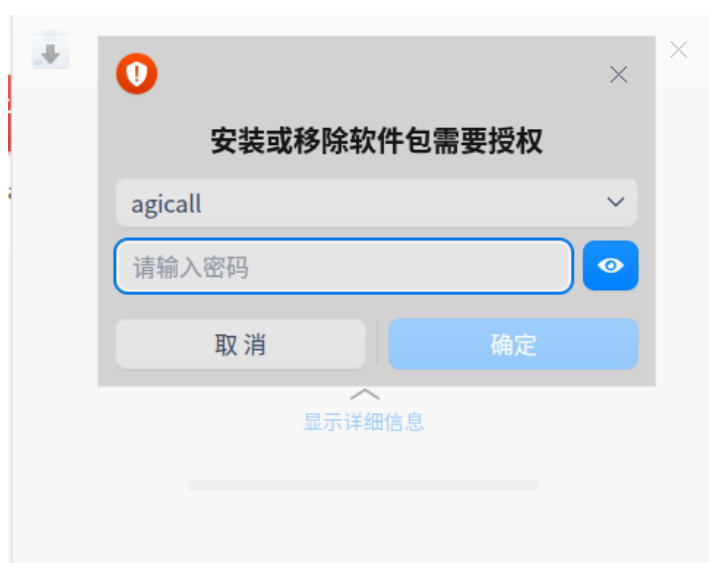 安装或移除软件包需要授权
agicall
请输入密码
取消
确定
显示详细信息